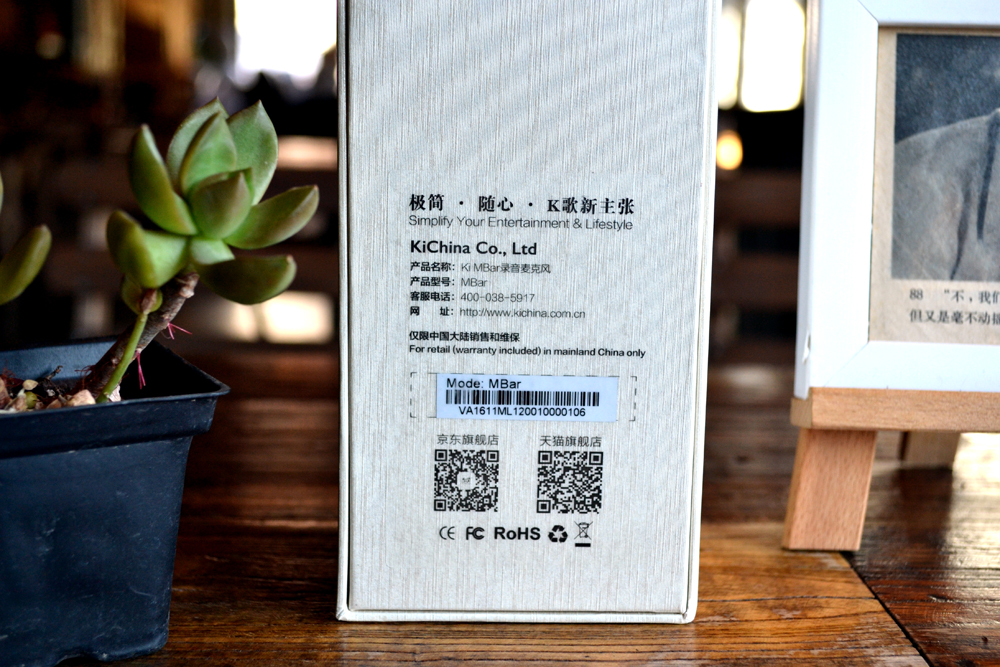 极简 · 随心 · K歌新主张
Simplify Your Entertainment & Lifestyle
KiChina Co., Ltd
产品名称: Ki MBar录音麦克风
产品型号: MBar
客服电话: 400-038-5917
网 址: http://www.kichina.com.cn
仅限中国大陆销售和维保
For retail (warranty included) in mainland China only
Mode: MBar
VA1611ML120010000106
京东旗舰店 天猫旗舰店
CE FC RoHS
88 "不，我们
但又是毫不动摇